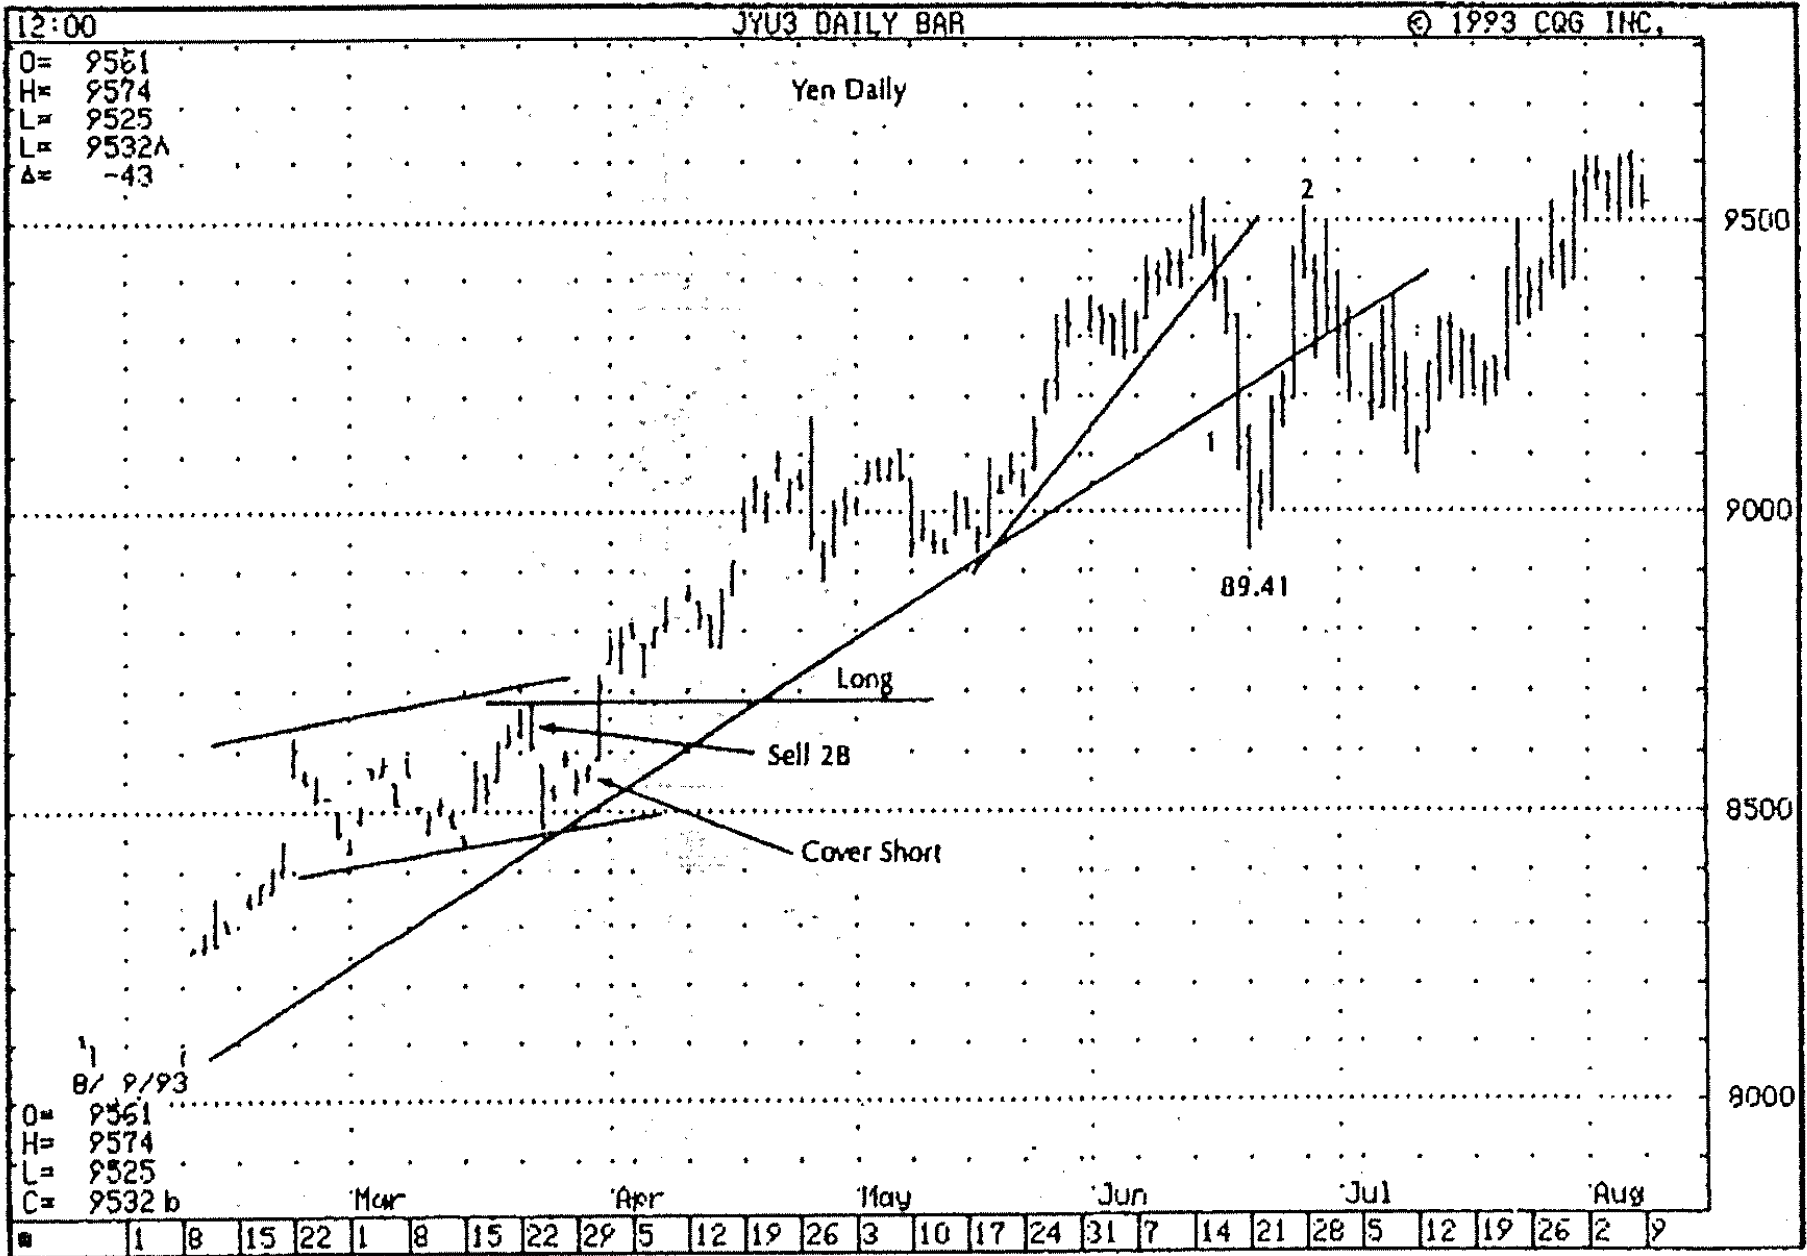 12:00 JYU3 DAILY BAR © 1993 CQG INC.
O= 9561
H= 9574
L= 9525
L= 9532A
Δ= -43
Yen Daily
2
9500
1
9000
89.41
Long
Sell 2B
8500
Cover Short
8/ 9/93
8000
O= 9561
H= 9574
L= 9525
C= 9532 b
Mar Apr May Jun Jul Aug
1 8 15 22 1 8 15 22 29 5 12 19 26 3 10 17 24 31 7 14 21 28 5 12 19 26 2 9